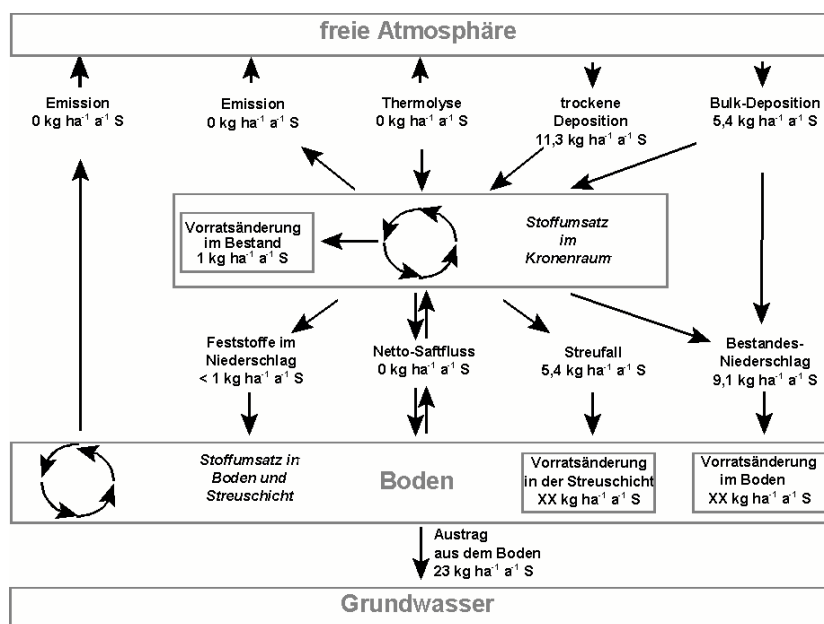 freie Atmosphäre
Emission
0 kg ha⁻¹ a⁻¹ S
Emission
0 kg ha⁻¹ a⁻¹ S
Thermolyse
0 kg ha⁻¹ a⁻¹ S
trockene
Deposition
11,3 kg ha⁻¹ a⁻¹ S
Bulk-Deposition
5,4 kg ha⁻¹ a⁻¹ S
Vorratsänderung
im Bestand
1 kg ha⁻¹ a⁻¹ S
Stoffumsatz
im
Kronenraum
Feststoffe im
Niederschlag
< 1 kg ha⁻¹ a⁻¹ S
Netto-Saftfluss
0 kg ha⁻¹ a⁻¹ S
Streufall
5,4 kg ha⁻¹ a⁻¹ S
Bestandes-
Niederschlag
9,1 kg ha⁻¹ a⁻¹ S
Stoffumsatz in
Boden und
Streuschicht
Boden
Vorratsänderung
in der Streuschicht
XX kg ha⁻¹ a⁻¹ S
Vorratsänderung
im Boden
XX kg ha⁻¹ a⁻¹ S
Austrag
aus dem Boden
23 kg ha⁻¹ a⁻¹ S
Grundwasser